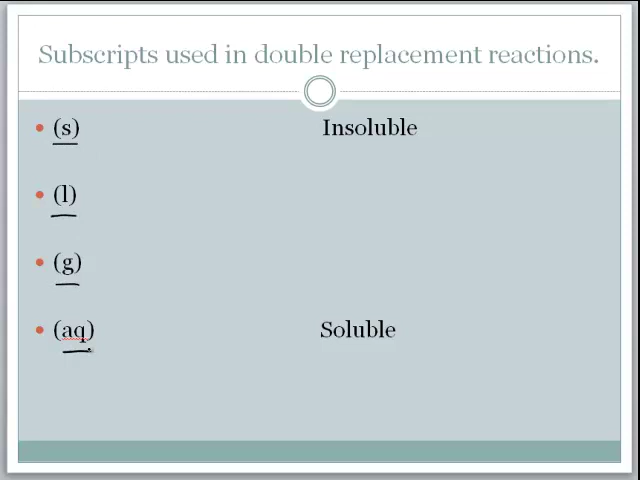 Subscripts used in double replacement reactions.
(s) Insoluble
(l)
(g)
(aq) Soluble